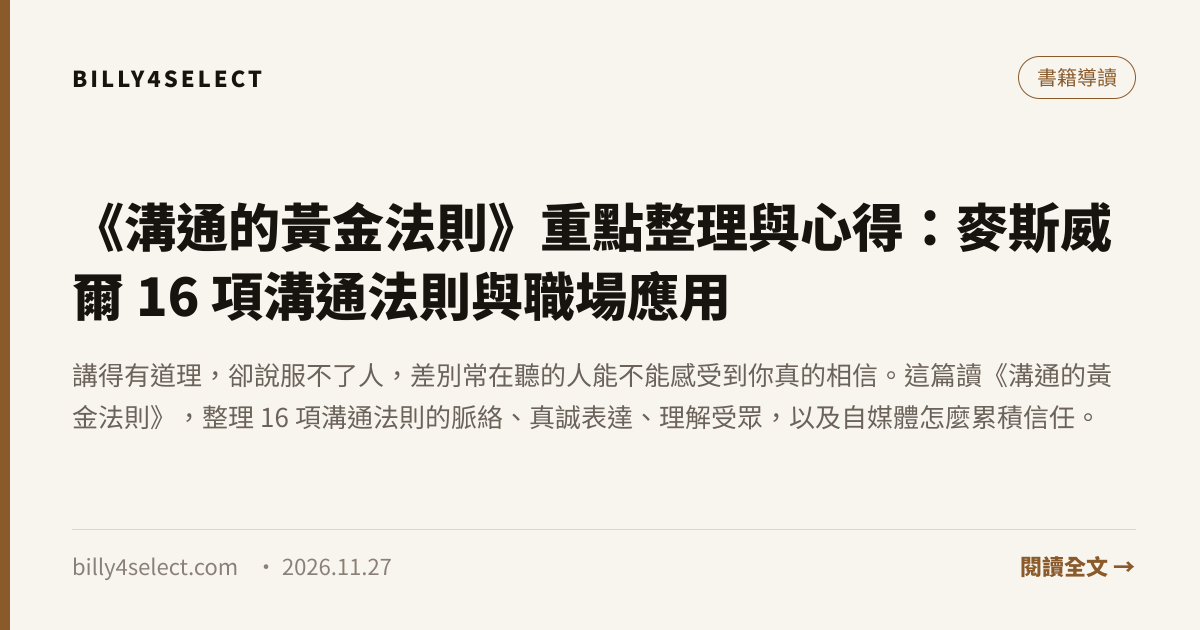 BILLY4SELECT
書籍導讀
《溝通的黃金法則》重點整理與心得：麥斯威
爾 16 項溝通法則與職場應用
講得有道理，卻說服不了人，差別常在聽的人能不能感受到你真的相信。這篇讀《溝通的黃
金法則》，整理 16 項溝通法則的脈絡、真誠表達、理解受眾，以及自媒體怎麼累積信任。
billy4select.com ・ 2026.11.27
閱讀全文 →